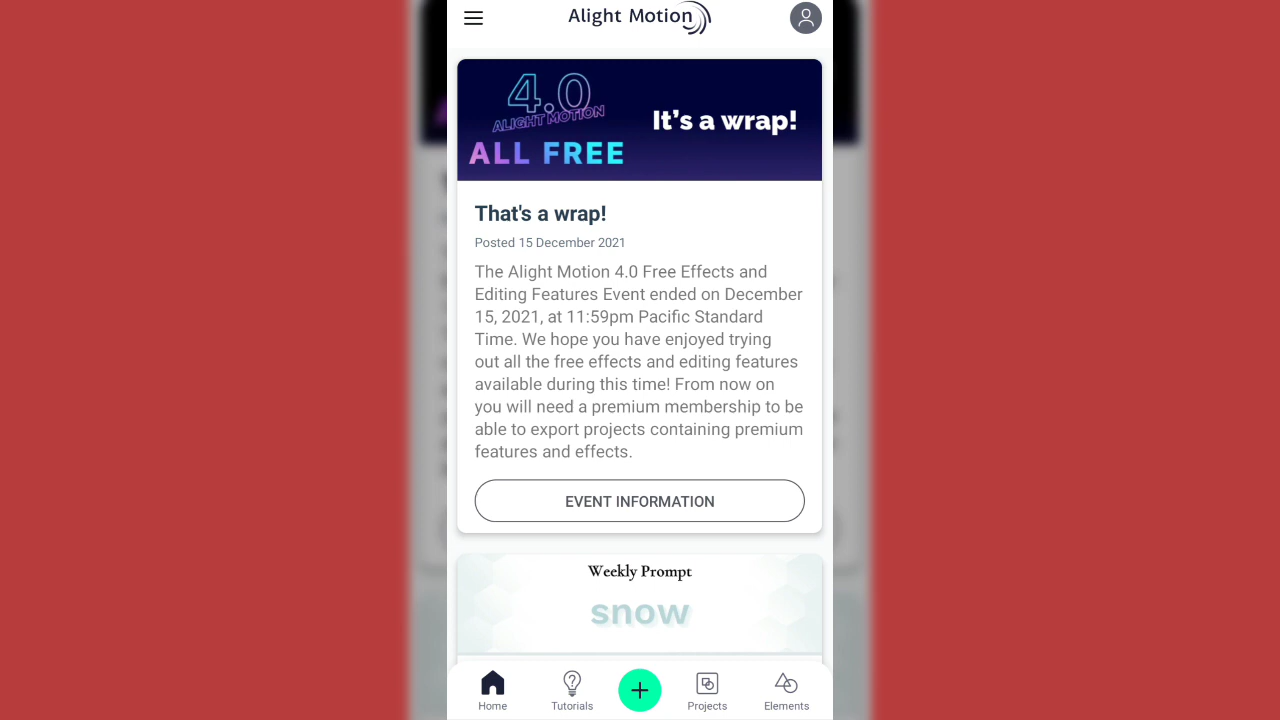 Alight Motion
4.0
ALIGHT MOTION
ALL FREE
It's a wrap!
That's a wrap!
Posted 15 December 2021
The Alight Motion 4.0 Free Effects and
Editing Features Event ended on December
15, 2021, at 11:59pm Pacific Standard
Time. We hope you have enjoyed trying
out all the free effects and editing features
available during this time! From now on
you will need a premium membership to be
able to export projects containing premium
features and effects.
EVENT INFORMATION
Weekly Prompt
snow
Home
Tutorials
Projects
Elements